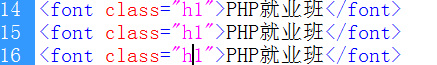 14 <font class="h1">PHP就业班</font>
15 <font class="h1">PHP就业班</font>
16 <font class="h1">PHP就业班</font>